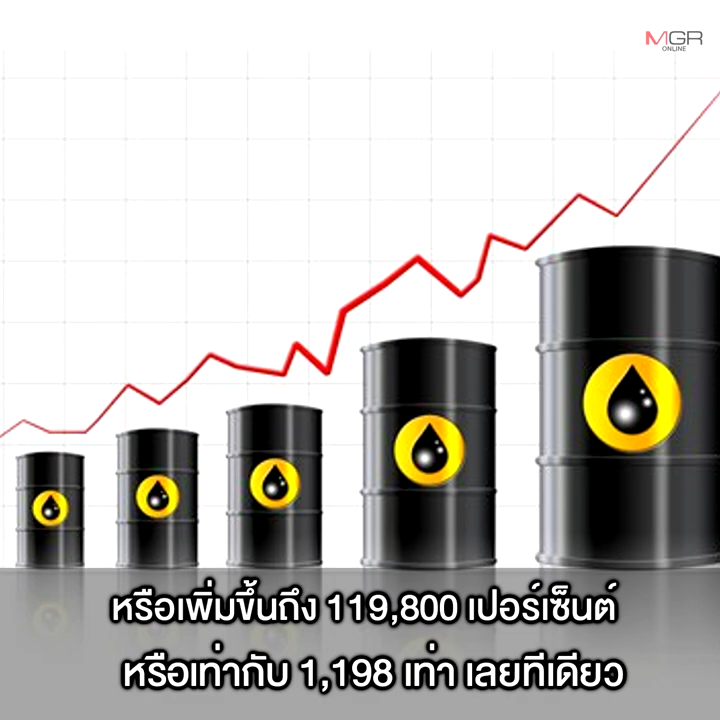 MGR
ONLINE
หรือเพิ่มขึ้นถึง 119,800 เปอร์เซ็นต์
หรือเท่ากับ 1,198 เท่า เลยทีเดียว